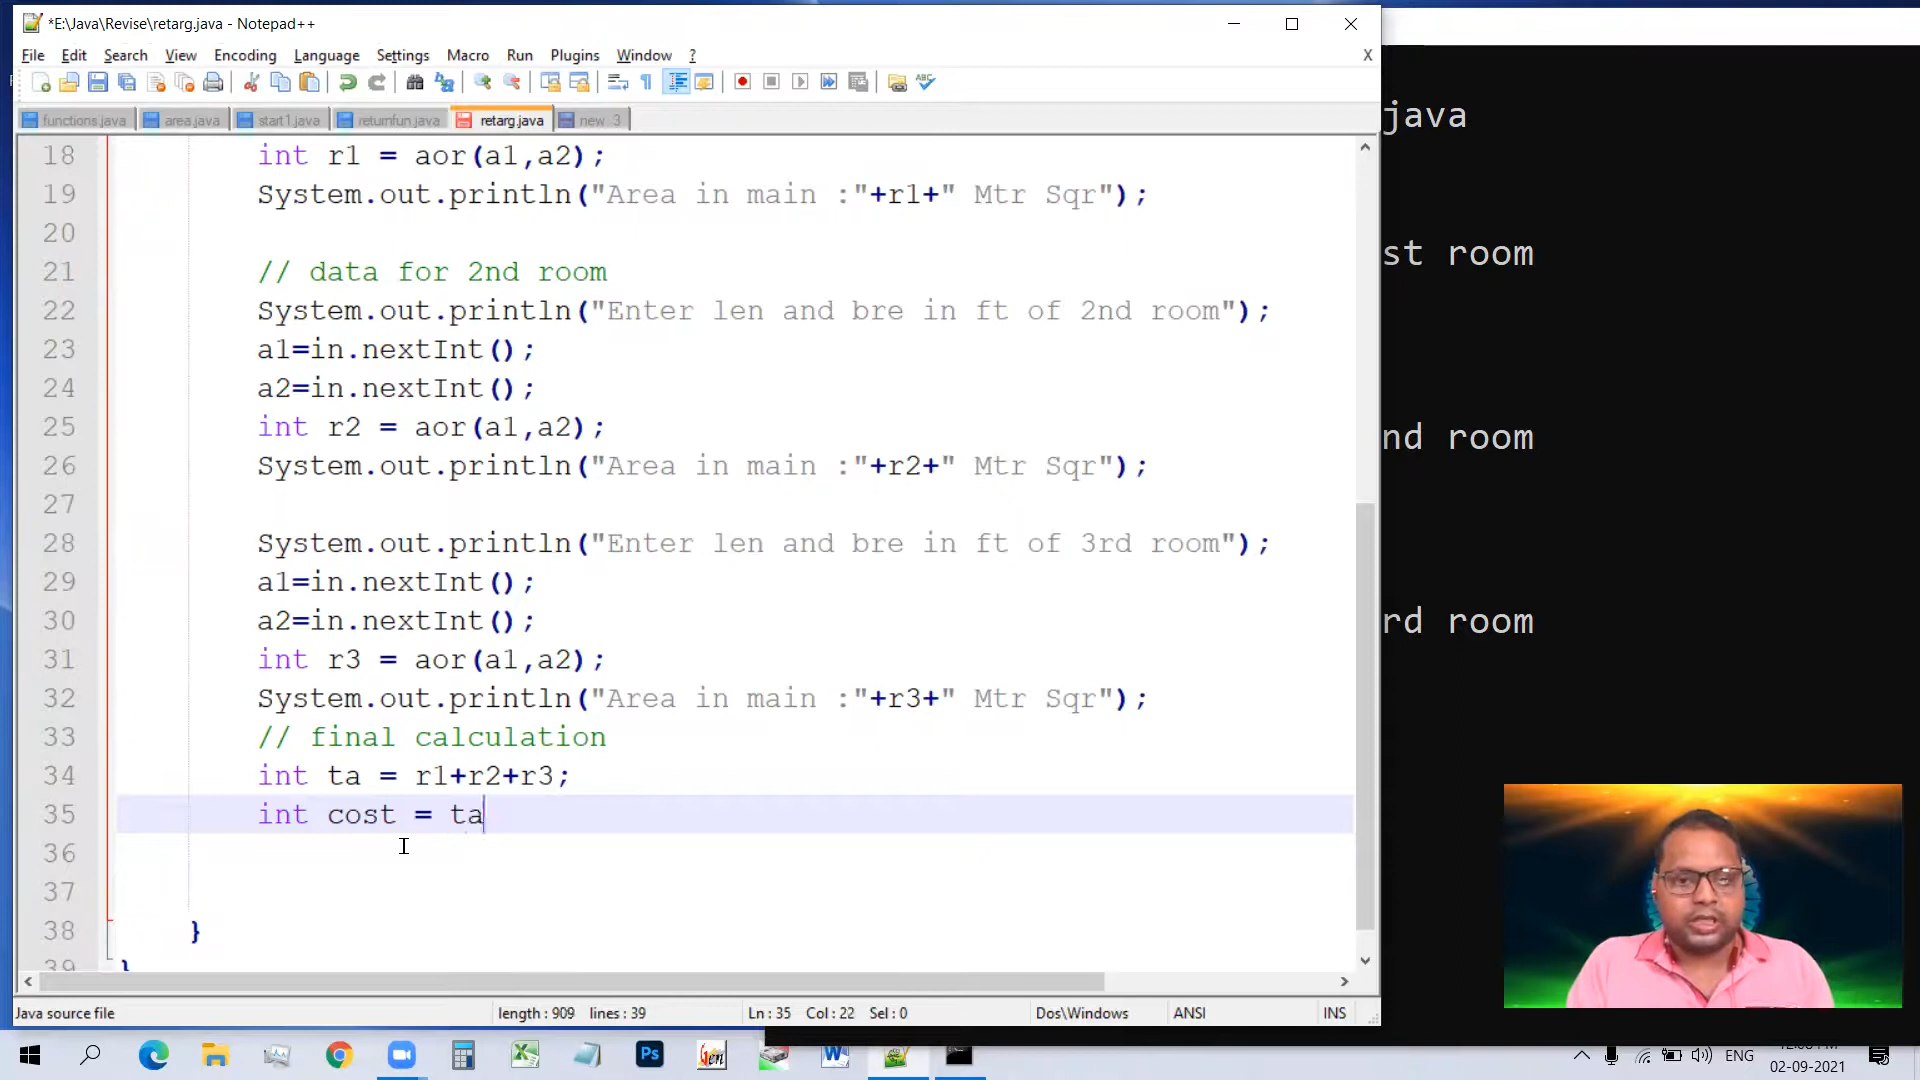 *E:\Java\Revise\retarg.java - Notepad++
File Edit Search View Encoding Language Settings Macro Run Plugins Window ? X
functions.java area.java start1.java returnfun.java retarg.java new 3
18 int r1 = aor(a1,a2);
19 System.out.println("Area in main :"+r1+" Mtr Sqr");
20
21 // data for 2nd room
22 System.out.println("Enter len and bre in ft of 2nd room");
23 a1=in.nextInt();
24 a2=in.nextInt();
25 int r2 = aor(a1,a2);
26 System.out.println("Area in main :"+r2+" Mtr Sqr");
27
28 System.out.println("Enter len and bre in ft of 3rd room");
29 a1=in.nextInt();
30 a2=in.nextInt();
31 int r3 = aor(a1,a2);
32 System.out.println("Area in main :"+r3+" Mtr Sqr");
33 // final calculation
34 int ta = r1+r2+r3;
35 int cost = ta
36
37
38 }
39 }
Java source file length : 909 lines : 39 Ln : 35 Col : 22 Sel : 0 Dos\Windows ANSI INS
java
st room
nd room
rd room
Ps Gen W
ENG
02-09-2021